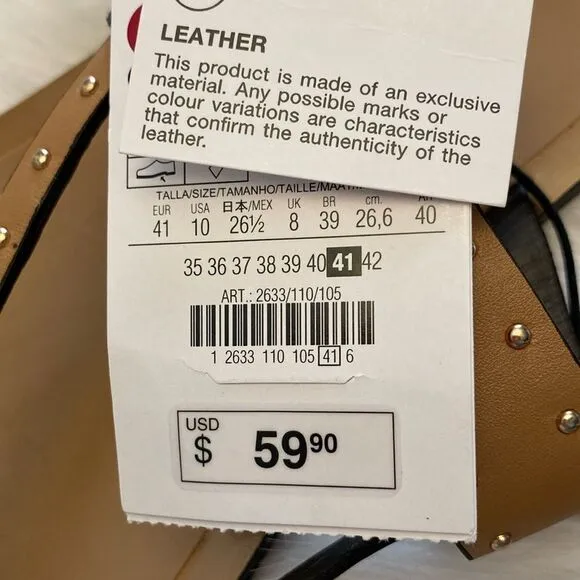 LEATHER
This product is made of an exclusive
material. Any possible marks or
colour variations are characteristics
that confirm the authenticity of the
leather.
TALLA/SIZE/TAMANHO/TAILLE/
EUR USA 日本/MEX UK BR cm.
41 10 26½ 8 39 26,6 40
35 36 37 38 39 40 41 42
ART.: 2633/110/105
1 2633 110 105 41 6
USD
$ 59 90